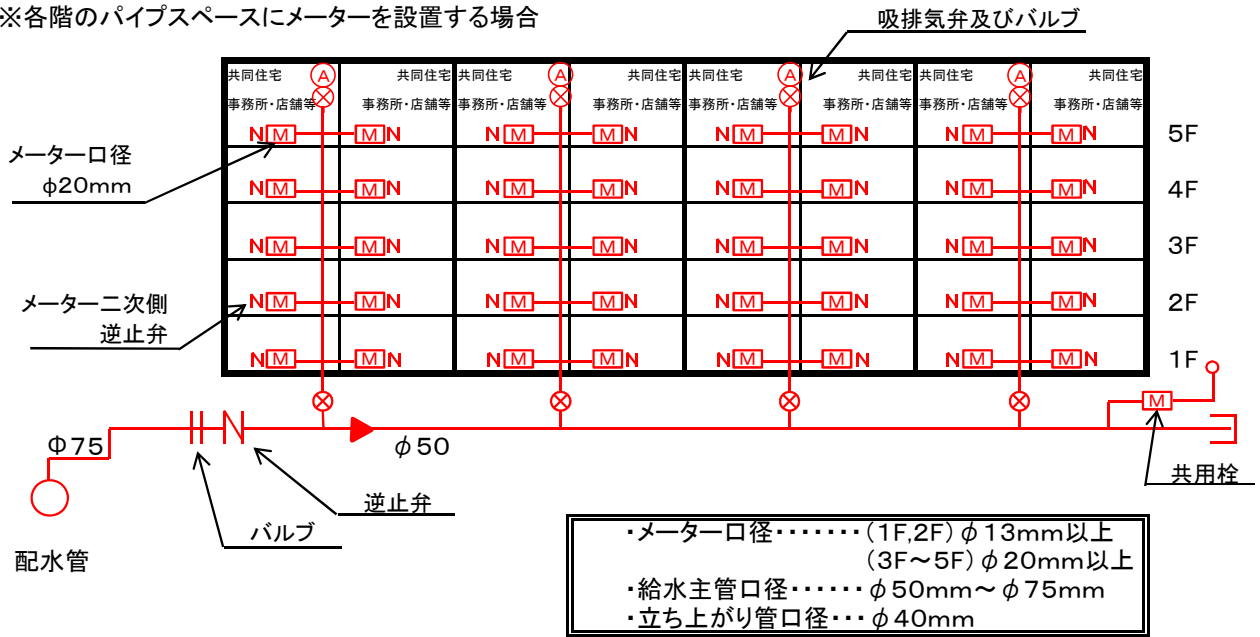 ※各階のパイプスペースにメーターを設置する場合
吸排気弁及びバルブ
共同住宅 A 共同住宅 共同住宅 A 共同住宅 共同住宅 A 共同住宅 共同住宅 A 共同住宅
事務所・店舗等 事務所・店舗等 事務所・店舗等 事務所・店舗等 事務所・店舗等 事務所・店舗等 事務所・店舗等 事務所・店舗等
N M M N N M M N N M M N N M M N 5F
メーター口径
φ20mm
N M M N N M M N N M M N N M M N 4F
N M M N N M M N N M M N N M M N 3F
メーター二次側
逆止弁
N M M N N M M N N M M N N M M N 2F
N M M N N M M N N M M N N M M N 1F
M
Φ75
φ50
共用栓
逆止弁
バルブ
配水管
・メーター口径・・・・・・・(1F,2F)φ13mm以上
(3F～5F)φ20mm以上
・給水主管口径・・・・・・φ50mm～φ75mm
・立ち上がり管口径・・・φ40mm